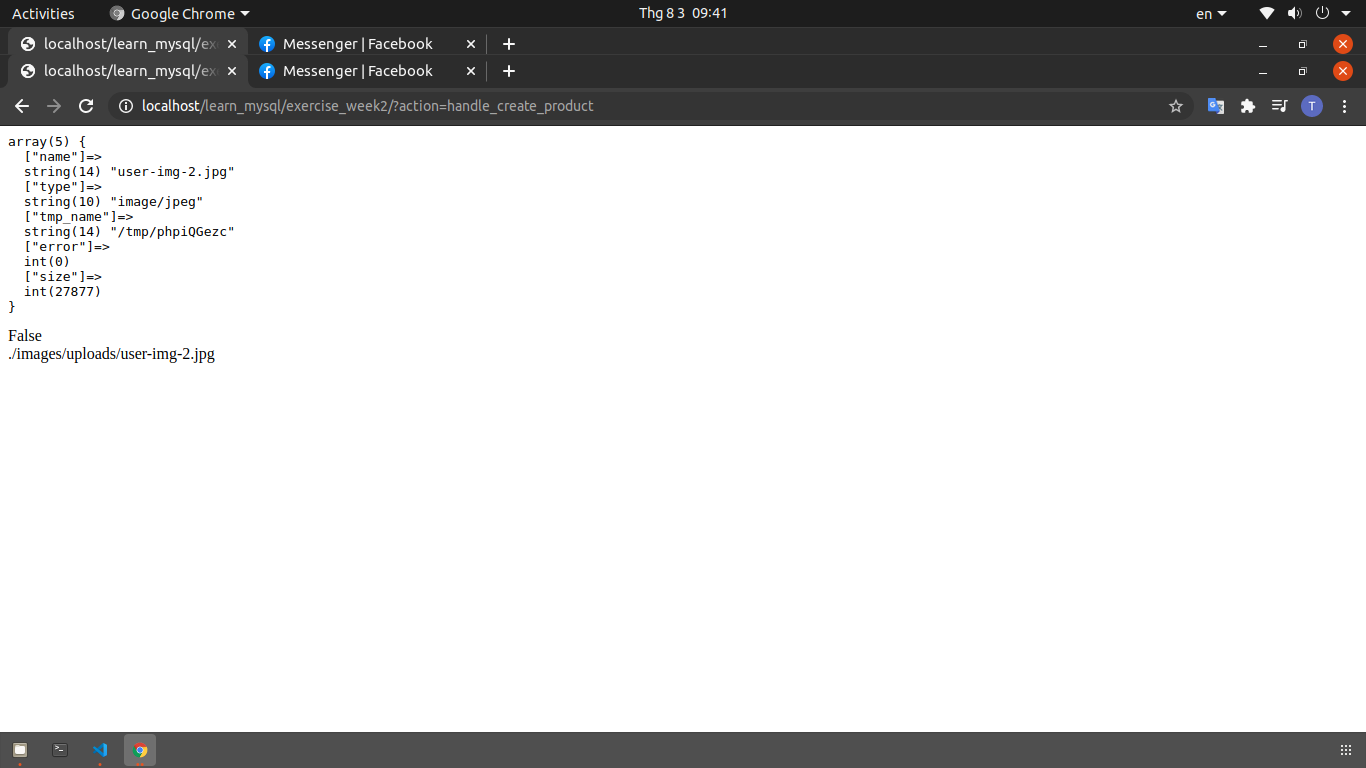 Activities Google Chrome Thg 8 3 09:41 en
localhost/learn_mysql/exe Messenger | Facebook
localhost/learn_mysql/exe Messenger | Facebook
localhost/learn_mysql/exercise_week2/?action=handle_create_product T
array(5) {
["name"]=>
string(14) "user-img-2.jpg"
["type"]=>
string(10) "image/jpeg"
["tmp_name"]=>
string(14) "/tmp/phpiQGezc"
["error"]=>
int(0)
["size"]=>
int(27877)
}
False
./images/uploads/user-img-2.jpg